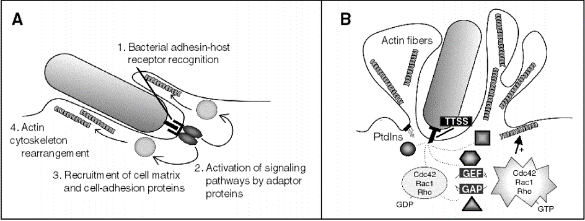 A
1. Bacterial adhesin-host
receptor recognition
4. Actin
cytoskeleton
rearrangement
3. Recruitment of cell matrix
and cell-adhesion proteins
2. Activation of signaling
pathways by adaptor
proteins
B
Actin fibers
TTSS
PtdIns
+
Cdc42
Rac1
Rho
GDP
GEF
GAP
Cdc42
Rac1
Rho
GTP